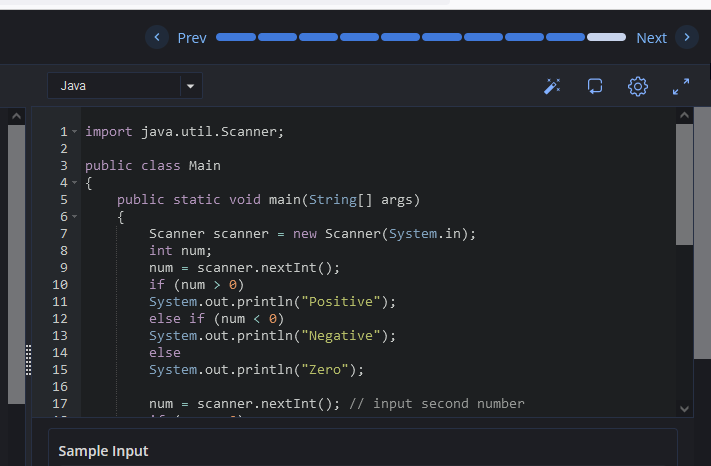 Prev
Next
Java
1 import java.util.Scanner;
2
3 public class Main
4 {
5 public static void main(String[] args)
6 {
7 Scanner scanner = new Scanner(System.in);
8 int num;
9 num = scanner.nextInt();
10 if (num > 0)
11 System.out.println("Positive");
12 else if (num < 0)
13 System.out.println("Negative");
14 else
15 System.out.println("Zero");
16
17 num = scanner.nextInt(); // input second number
Sample Input